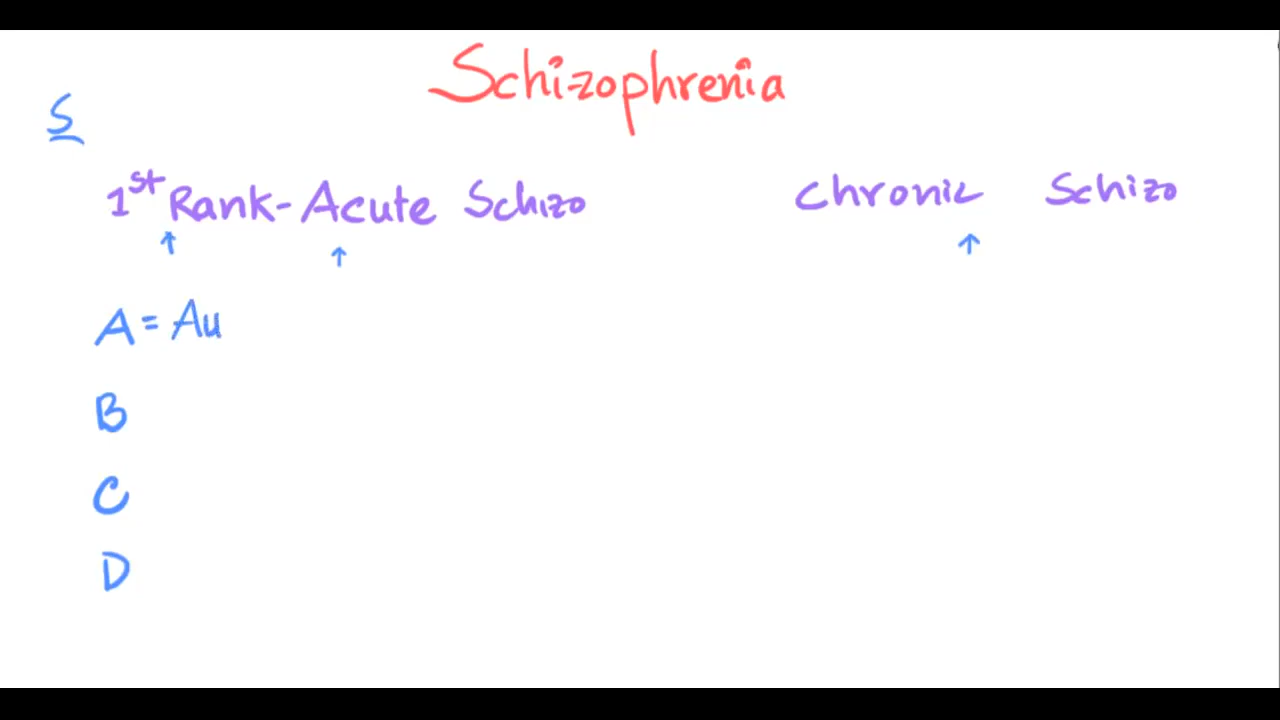 Schizophrenia
S
1st Rank-Acute Schizo
Chronic Schizo
A = Au
B
C
D